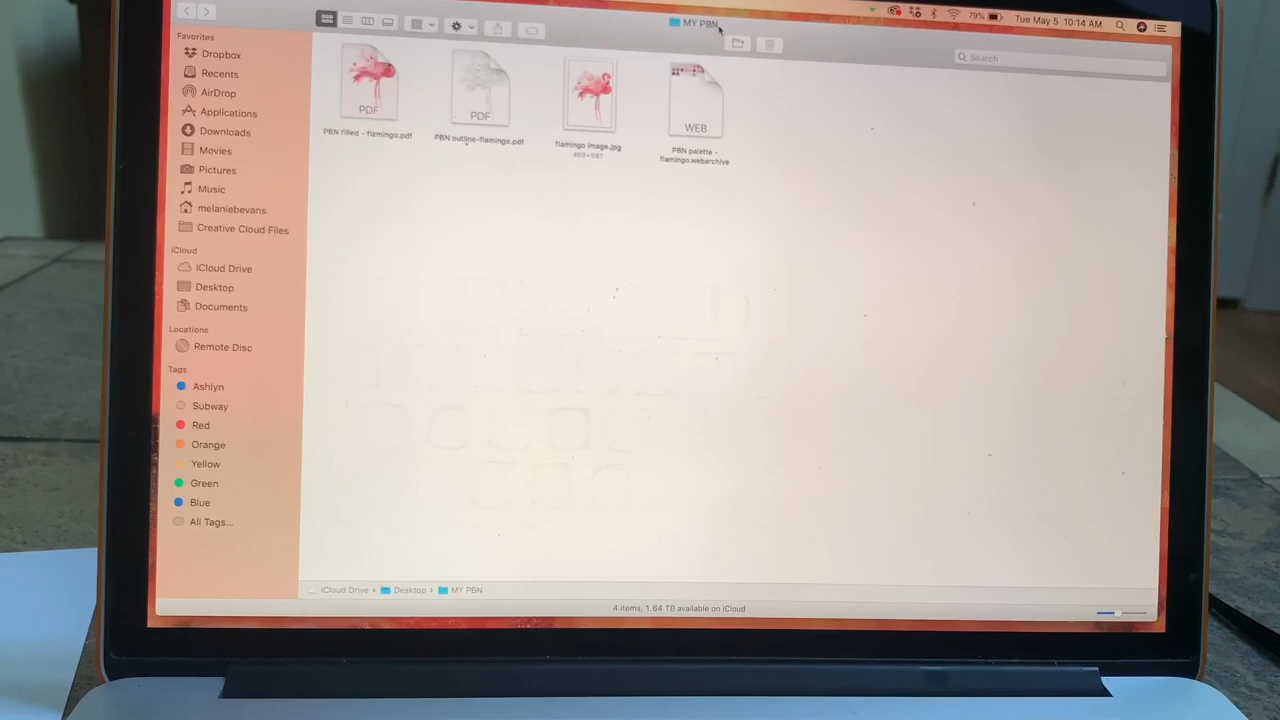 MY PBN
79%
Tue May 5 10:14 AM
Search
Favorites
Dropbox
Recents
AirDrop
Applications
Downloads
Movies
Pictures
Music
melaniebevans
Creative Cloud Files
iCloud
iCloud Drive
Desktop
Documents
Locations
Remote Disc
Tags
Ashlyn
Subway
Red
Orange
Yellow
Green
Blue
All Tags...
PDF
PBN filled - flamingo.pdf
PDF
PBN outline-flamingo.pdf
flamingo image.jpg
WEB
PBN palette -
flamingo.webarchive
iCloud Drive › Desktop › MY PBN
4 items, 1.64 TB available on iCloud